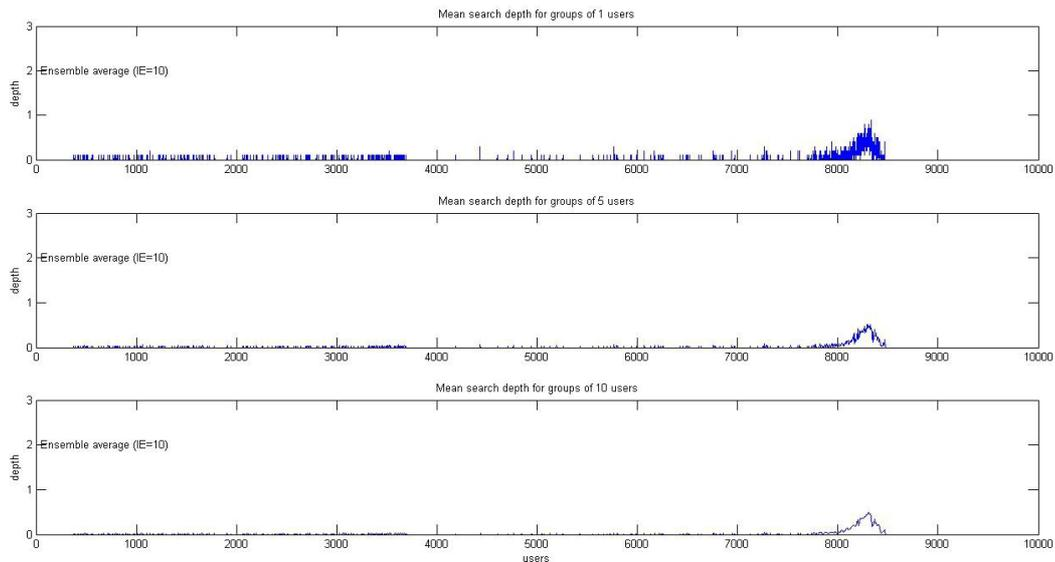 Mean search depth for groups of 1 users
3
2
1
0
depth
Ensemble average (IE=10)
0 1000 2000 3000 4000 5000 6000 7000 8000 9000 10000
Mean search depth for groups of 5 users
3
2
1
0
depth
Ensemble average (IE=10)
0 1000 2000 3000 4000 5000 6000 7000 8000 9000 10000
Mean search depth for groups of 10 users
3
2
1
0
depth
Ensemble average (IE=10)
0 1000 2000 3000 4000 5000 6000 7000 8000 9000 10000
users